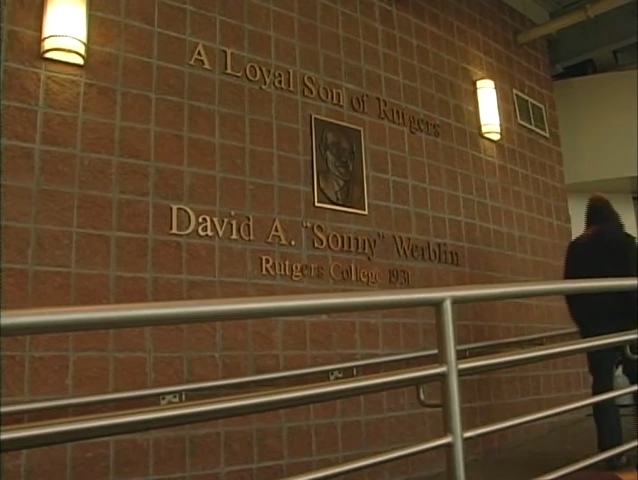 A Loyal Son of Rutgers
David A. "Sonny" Werblin
Rutgers College 1931